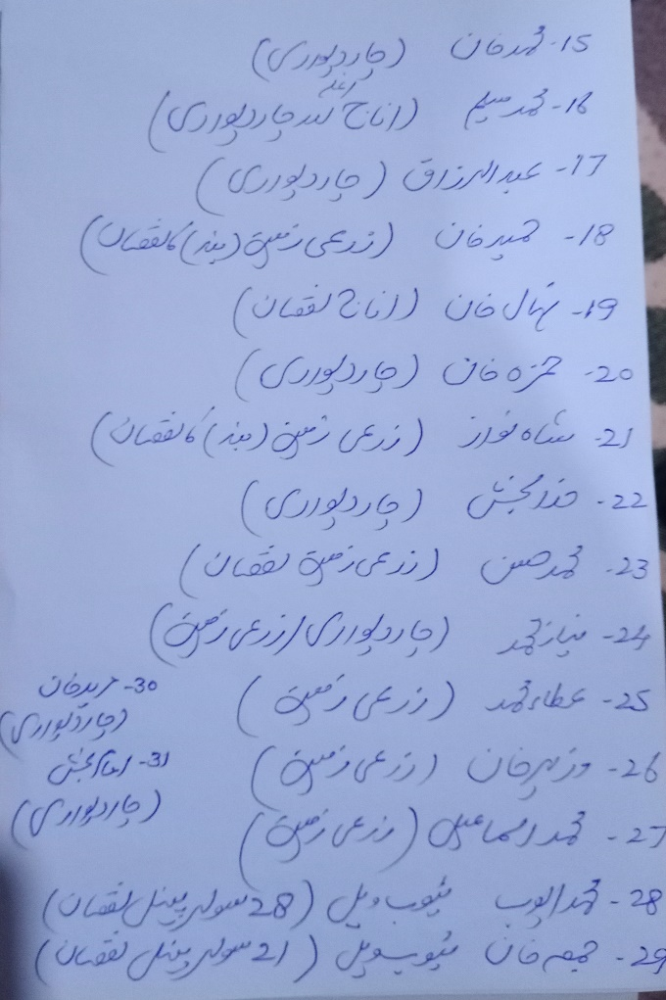 15- محمد خان (چاردیواری)
16- محمد سلیم (اناج اور چاردیواری)
17- عبدالرزاق (چاردیواری)
18- حمید خان (زرعی زمین (بند) کا نقصان)
19- نہال خان (اناج نقصان)
20- حمزہ خان (چاردیواری)
21- شاہ نواز (زرعی زمین (بند) کا نقصان)
22- خدا بخش (چاردیواری)
23- محمد حسین (زرعی زمین نقصان)
24- نیاز محمد (چاردیواری / زرعی زمین)
25- عطاء محمد (زرعی زمین)
26- وزیر خان (زرعی زمین)
27- محمد اسماعیل (زرعی زمین)
28- محمد ایوب ٹیوب ویل (28 سولر پینل نقصان)
29- جمعہ خان ٹیوب ویل (21 سولر پینل نقصان)
30- خان
(چاردیواری)
31- امام بخش
(چاردیواری)